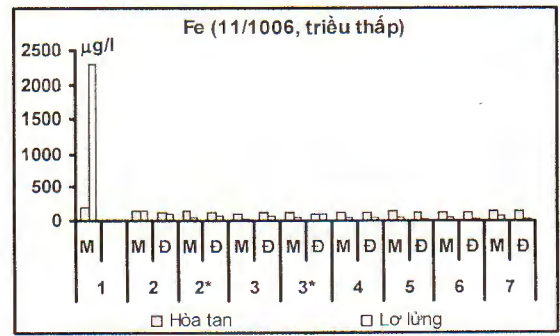 Fe (11/1006, triều thấp)
µg/l
2500
2000
1500
1000
500
0
M M Đ M Đ M Đ M Đ M Đ M Đ M Đ M Đ
1 2 2* 3 3* 4 5 6 7
Hòa tan Lơ lửng